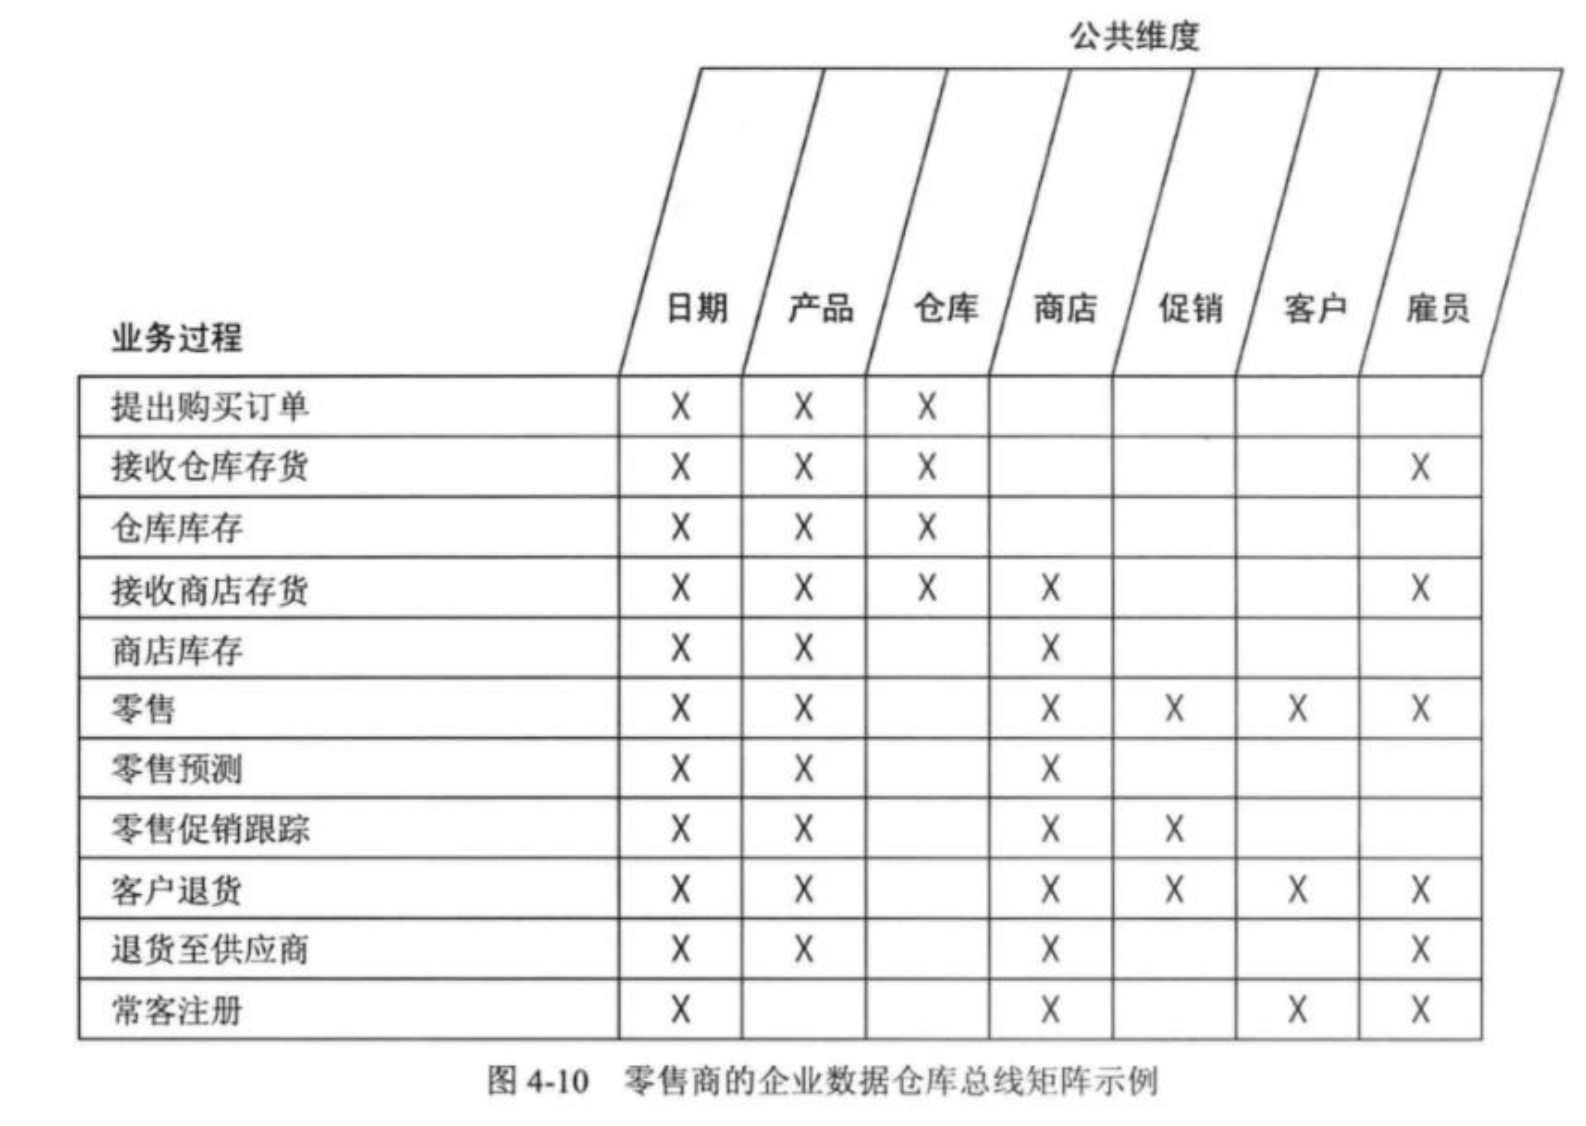 公共维度
业务过程 日期 产品 仓库 商店 促销 客户 雇员
提出购买订单 X X X
接收仓库存货 X X X X
仓库库存 X X X
接收商店存货 X X X X X
商店库存 X X X
零售 X X X X X X
零售预测 X X X
零售促销跟踪 X X X X
客户退货 X X X X X X
退货至供应商 X X X X
常客注册 X X X X
图 4-10 零售商的企业数据仓库总线矩阵示例